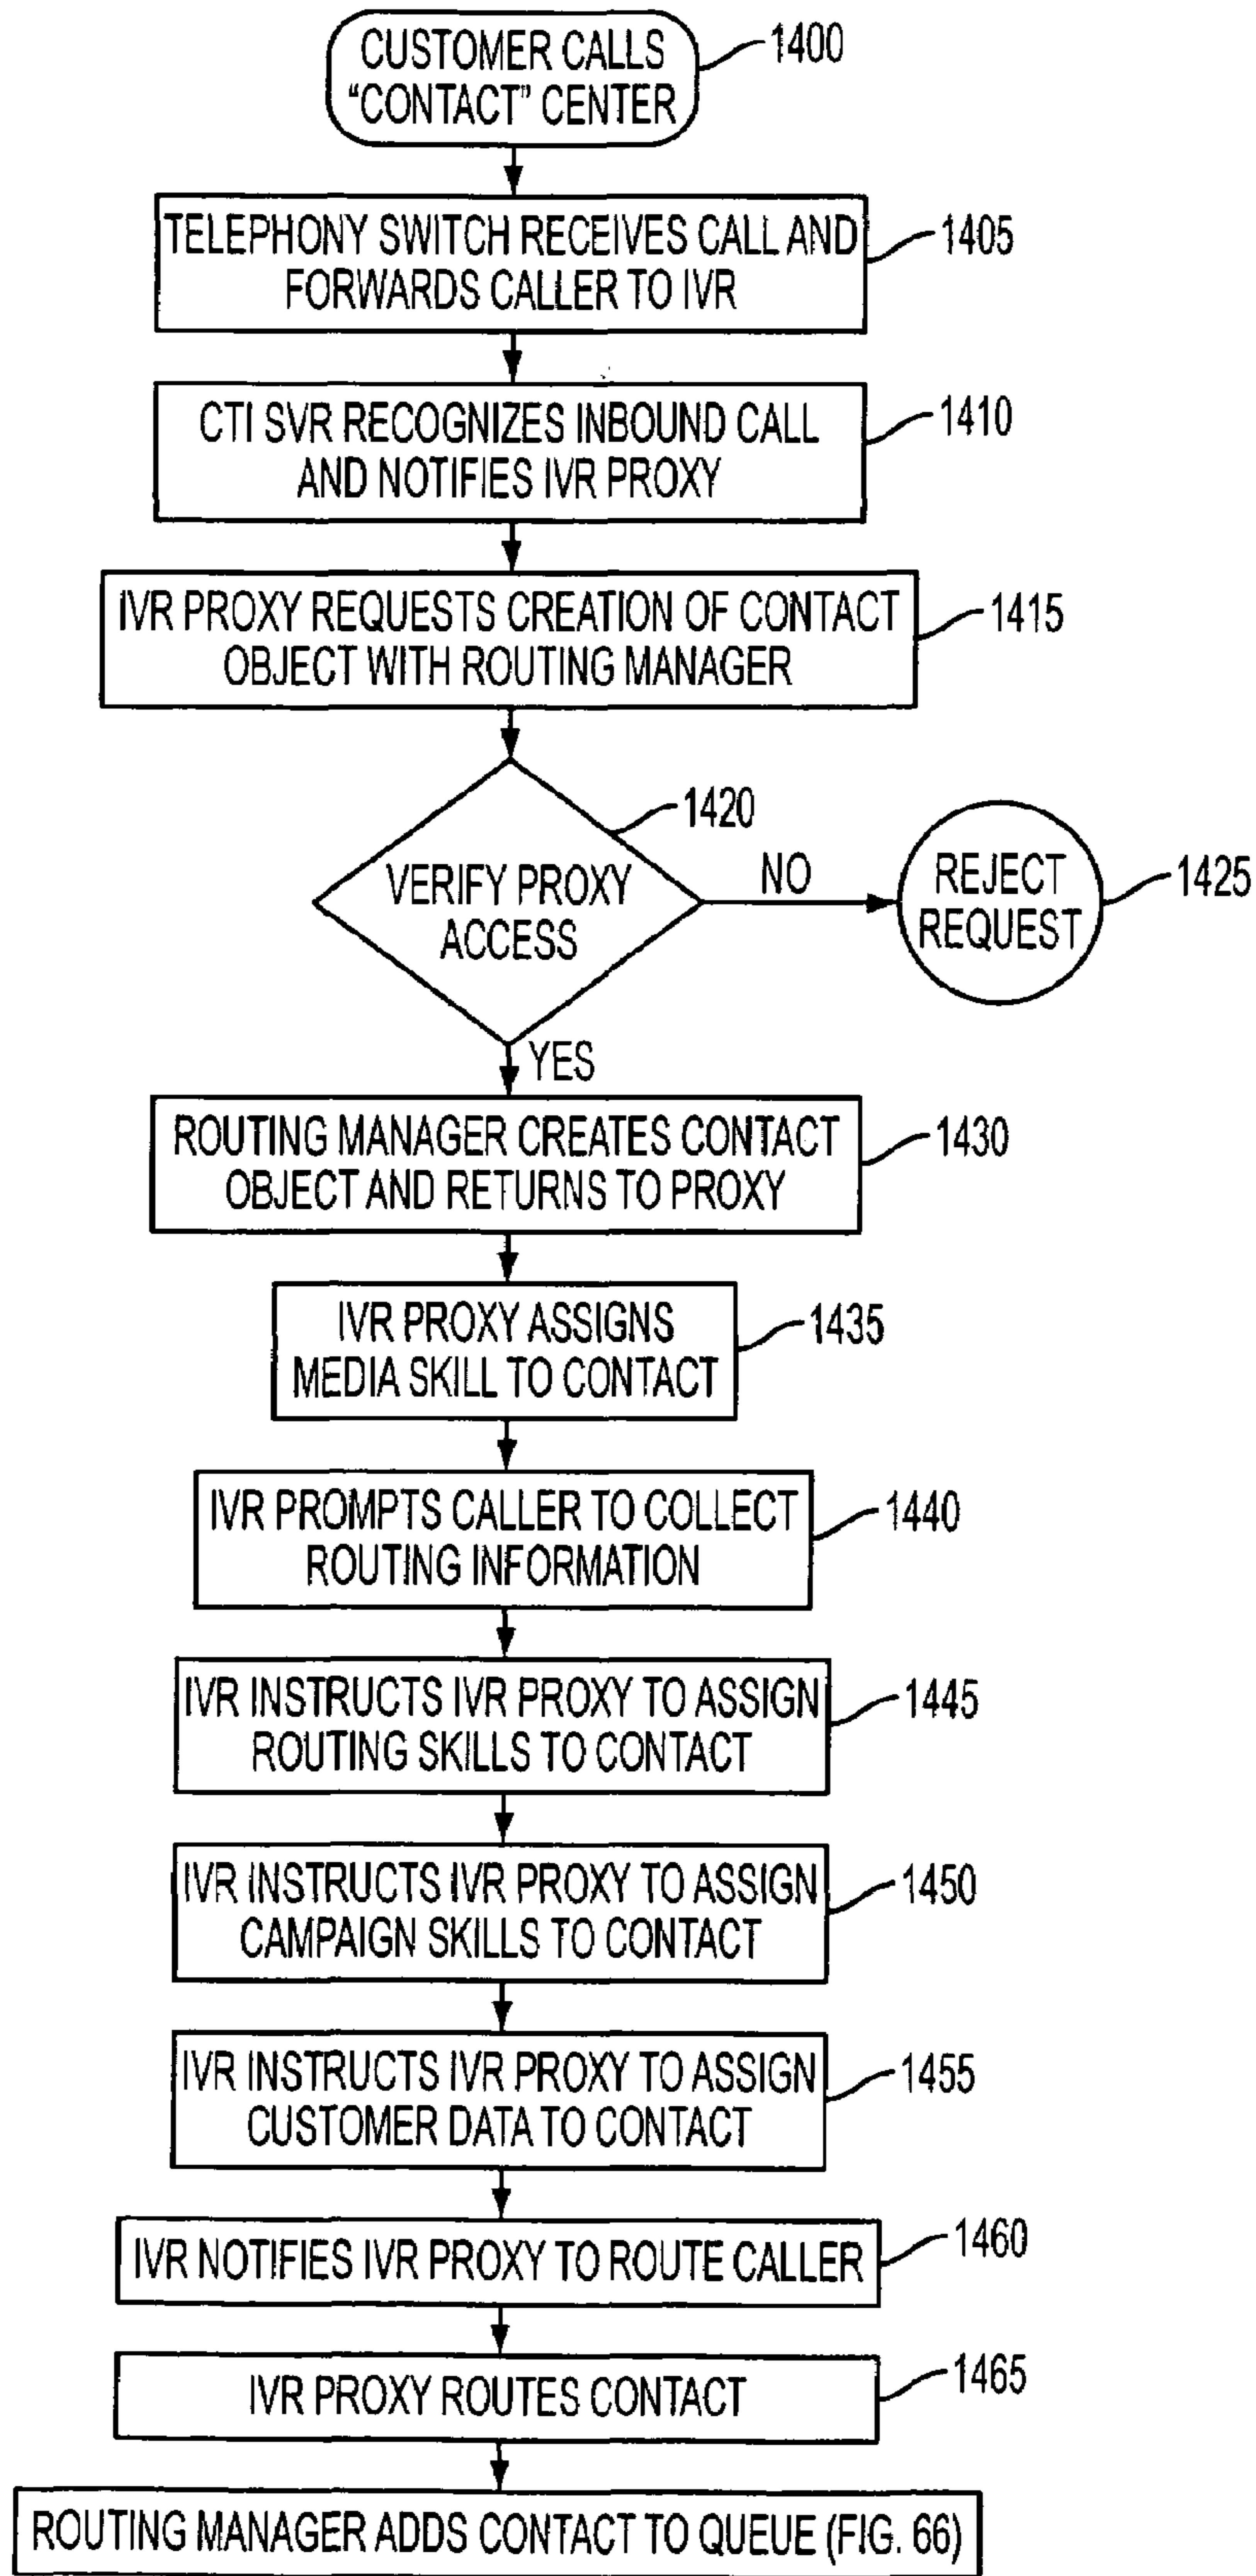 CUSTOMER CALLS
"CONTACT" CENTER
1400
TELEPHONY SWITCH RECEIVES CALL AND
FORWARDS CALLER TO IVR
1405
CTI SVR RECOGNIZES INBOUND CALL
AND NOTIFIES IVR PROXY
1410
IVR PROXY REQUESTS CREATION OF CONTACT
OBJECT WITH ROUTING MANAGER
1415
1420
VERIFY PROXY
ACCESS
NO
REJECT
REQUEST
1425
YES
ROUTING MANAGER CREATES CONTACT
OBJECT AND RETURNS TO PROXY
1430
IVR PROXY ASSIGNS
MEDIA SKILL TO CONTACT
1435
IVR PROMPTS CALLER TO COLLECT
ROUTING INFORMATION
1440
IVR INSTRUCTS IVR PROXY TO ASSIGN
ROUTING SKILLS TO CONTACT
1445
IVR INSTRUCTS IVR PROXY TO ASSIGN
CAMPAIGN SKILLS TO CONTACT
1450
IVR INSTRUCTS IVR PROXY TO ASSIGN
CUSTOMER DATA TO CONTACT
1455
IVR NOTIFIES IVR PROXY TO ROUTE CALLER
1460
IVR PROXY ROUTES CONTACT
1465
ROUTING MANAGER ADDS CONTACT TO QUEUE (FIG. 66)